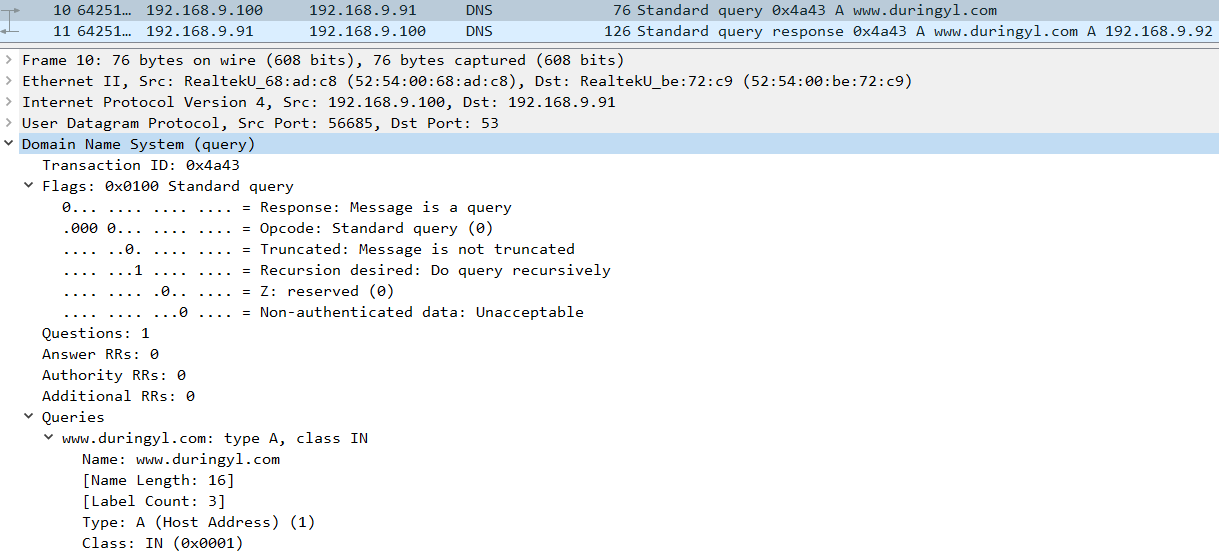 10 64251… 192.168.9.100 192.168.9.91 DNS 76 Standard query 0x4a43 A www.duringyl.com
11 64251… 192.168.9.91 192.168.9.100 DNS 126 Standard query response 0x4a43 A www.duringyl.com A 192.168.9.92
Frame 10: 76 bytes on wire (608 bits), 76 bytes captured (608 bits)
Ethernet II, Src: RealtekU_68:ad:c8 (52:54:00:68:ad:c8), Dst: RealtekU_be:72:c9 (52:54:00:be:72:c9)
Internet Protocol Version 4, Src: 192.168.9.100, Dst: 192.168.9.91
User Datagram Protocol, Src Port: 56685, Dst Port: 53
Domain Name System (query)
Transaction ID: 0x4a43
Flags: 0x0100 Standard query
0... .... .... .... = Response: Message is a query
.000 0... .... .... = Opcode: Standard query (0)
.... ..0. .... .... = Truncated: Message is not truncated
.... ...1 .... .... = Recursion desired: Do query recursively
.... .... .0.. .... = Z: reserved (0)
.... .... ...0 .... = Non-authenticated data: Unacceptable
Questions: 1
Answer RRs: 0
Authority RRs: 0
Additional RRs: 0
Queries
www.duringyl.com: type A, class IN
Name: www.duringyl.com
[Name Length: 16]
[Label Count: 3]
Type: A (Host Address) (1)
Class: IN (0x0001)